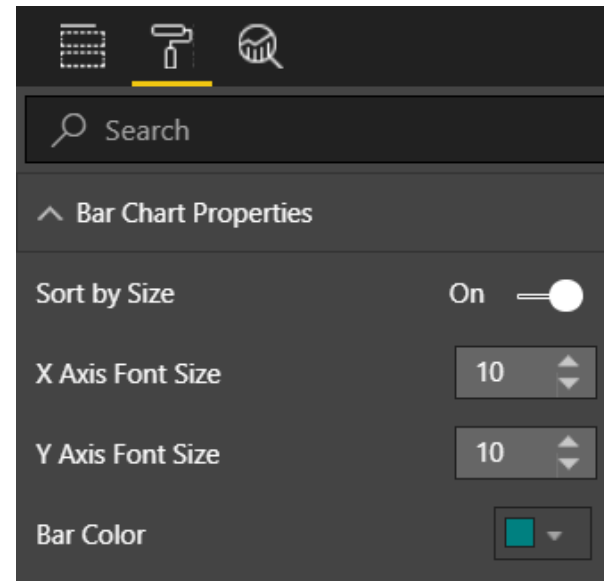 Search
Bar Chart Properties
Sort by Size On
X Axis Font Size 10
Y Axis Font Size 10
Bar Color